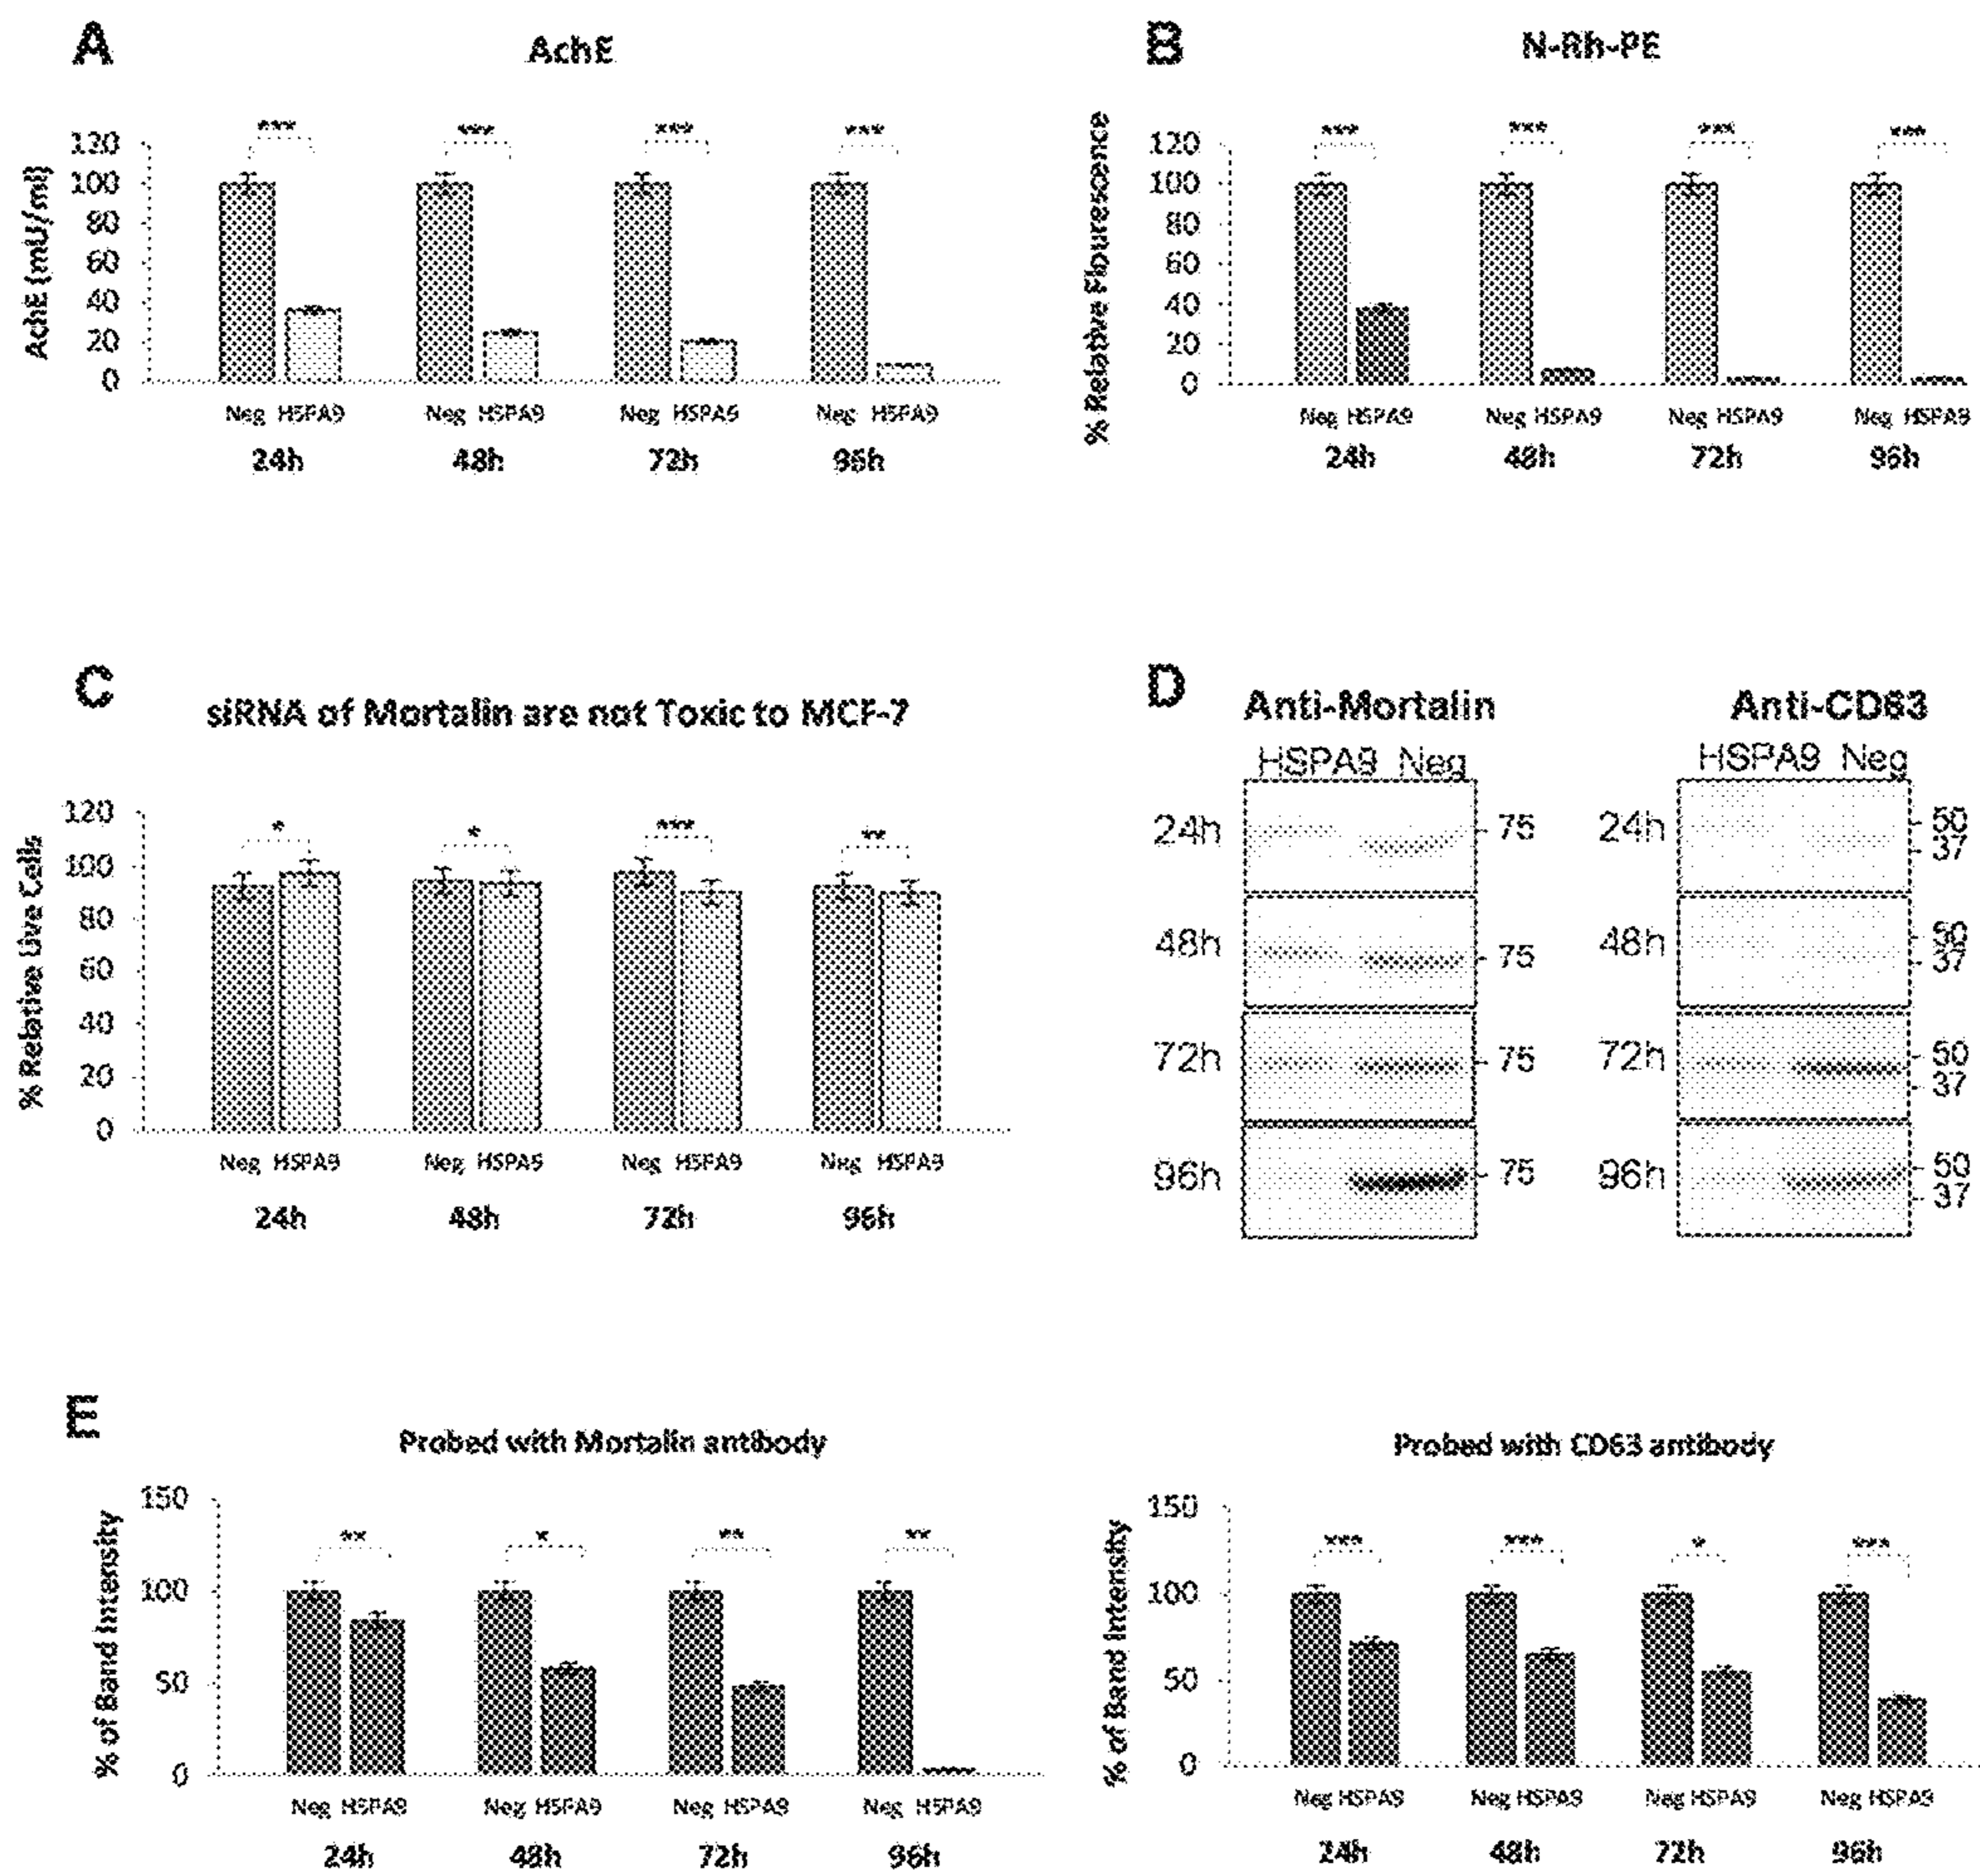 A
AchE
AchE (mU/ml)
120
100
80
60
40
20
0
***
***
***
***
Neg HSPA9
Neg HSPA9
Neg HSPA9
Neg HSPA9
24h
48h
72h
96h
B
N-Rh-PE
% Relative Flourescence
120
100
80
60
40
20
0
***
***
***
***
Neg HSPA9
Neg HSPA9
Neg HSPA9
Neg HSPA9
24h
48h
72h
96h
C
siRNA of Mortalin are not Toxic to MCF-7
% Relative Live Cells
120
100
80
60
40
20
0
*
*
***
**
Neg HSPA9
Neg HSPA9
Neg HSPA9
Neg HSPA9
24h
48h
72h
96h
D
Anti-Mortalin
HSPA9 Neg
24h
75
48h
75
72h
75
96h
75
Anti-CD63
HSPA9 Neg
24h
50
37
48h
50
37
72h
50
37
96h
50
37
E
Probed with Mortalin antibody
% of Band Intensity
150
100
50
0
**
*
**
**
Neg HSPA9
Neg HSPA9
Neg HSPA9
Neg HSPA9
24h
48h
72h
96h
Probed with CD63 antibody
% of Band Intensity
150
100
50
0
***
***
*
***
Neg HSPA9
Neg HSPA9
Neg HSPA9
Neg HSPA9
24h
48h
72h
96h